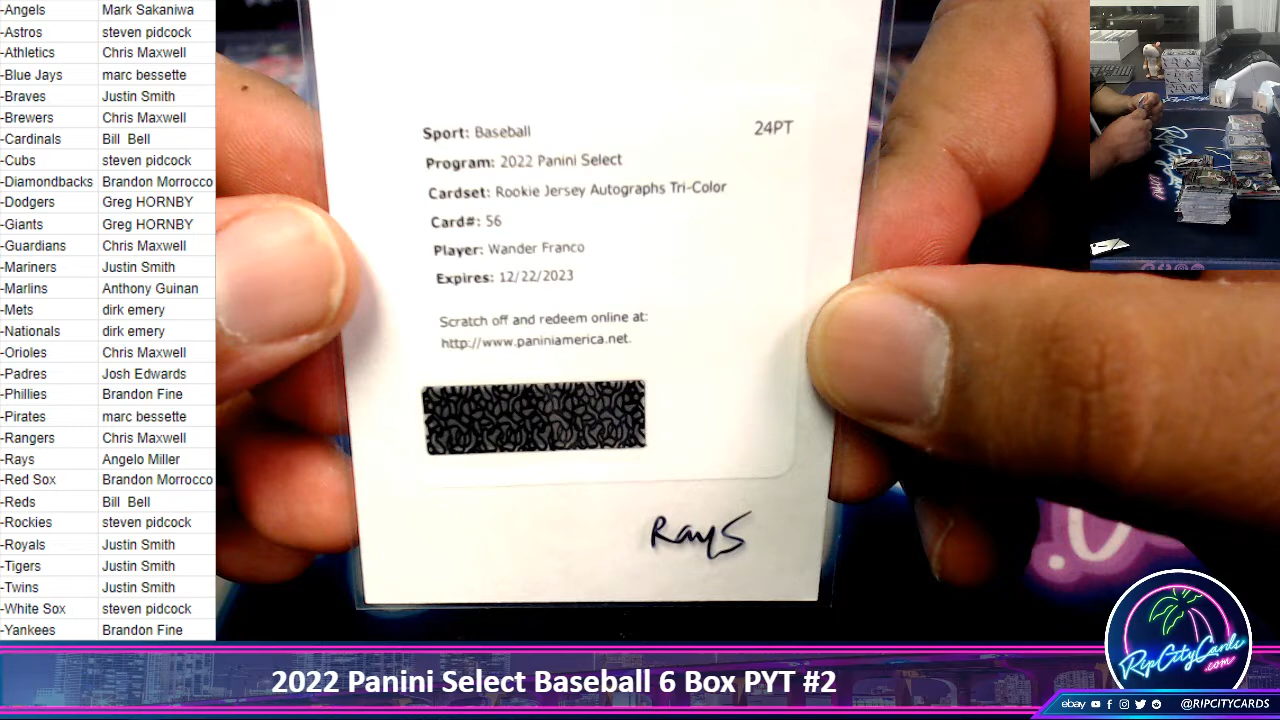 -Angels Mark Sakaniwa
-Astros steven pidcock
-Athletics Chris Maxwell
-Blue Jays marc bessette
-Braves Justin Smith
-Brewers Chris Maxwell
-Cardinals Bill Bell
-Cubs steven pidcock
-Diamondbacks Brandon Morrocco
-Dodgers Greg HORNBY
-Giants Greg HORNBY
-Guardians Chris Maxwell
-Mariners Justin Smith
-Marlins Anthony Guinan
-Mets dirk emery
-Nationals dirk emery
-Orioles Chris Maxwell
-Padres Josh Edwards
-Phillies Brandon Fine
-Pirates marc bessette
-Rangers Chris Maxwell
-Rays Angelo Miller
-Red Sox Brandon Morrocco
-Reds Bill Bell
-Rockies steven pidcock
-Royals Justin Smith
-Tigers Justin Smith
-Twins Justin Smith
-White Sox steven pidcock
-Yankees Brandon Fine
Sport: Baseball 24PT
Program: 2022 Panini Select
Cardset: Rookie Jersey Autographs Tri-Color
Card#: 56
Player: Wander Franco
Expires: 12/22/2023
Scratch off and redeem online at:
http://www.paniniamerica.net.
Rays
RipCityCards
.com
2022 Panini Select Baseball 6 Box PYT #2
ebay @RIPCITYCARDS